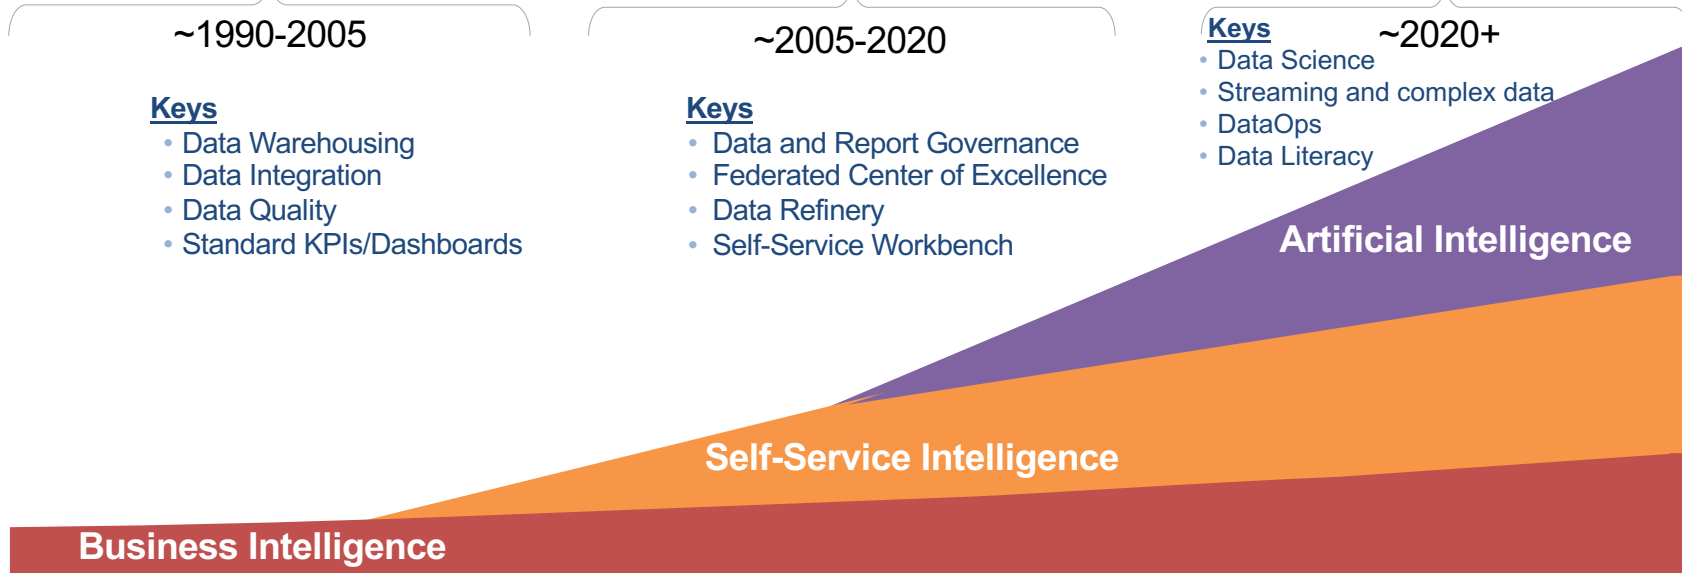 ~1990-2005
Keys
• Data Warehousing
• Data Integration
• Data Quality
• Standard KPIs/Dashboards
~2005-2020
Keys
• Data and Report Governance
• Federated Center of Excellence
• Data Refinery
• Self-Service Workbench
~2020+
Keys
• Data Science
• Streaming and complex data
• DataOps
• Data Literacy
Artificial Intelligence
Self-Service Intelligence
Business Intelligence